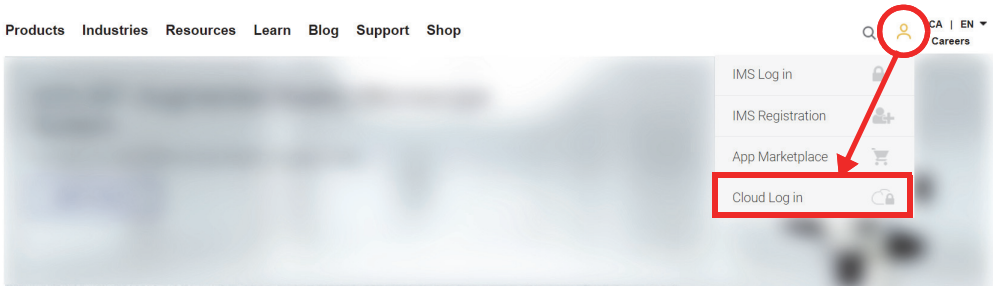 Products Industries Resources Learn Blog Support Shop
CA | EN
Careers
IMS Log in
IMS Registration
App Marketplace
Cloud Log in